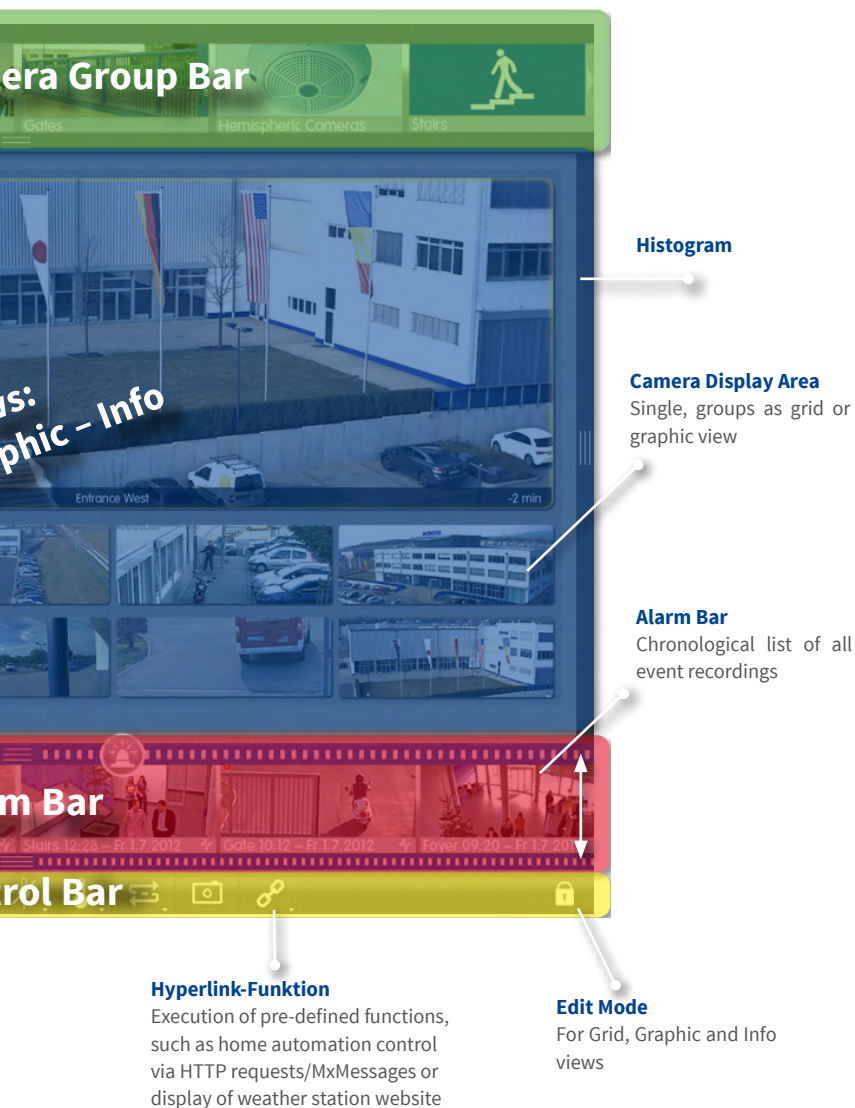 era Group Bar
Gates
Hemispheric Cameras
Stairs
Histogram
Camera Display Area
Single, groups as grid or
graphic view
ws:
phic – Info
Entrance West
-2 min
Alarm Bar
Chronological list of all
event recordings
m Bar
Stairs 12:28 – Fr 1.7.2012
Gate 10:12 – Fr 1.7.2012
Foyer 09:20 – Fr 1.7.201
trol Bar
Hyperlink-Funktion
Execution of pre-defined functions,
such as home automation control
via HTTP requests/MxMessages or
display of weather station website
Edit Mode
For Grid, Graphic and Info
views